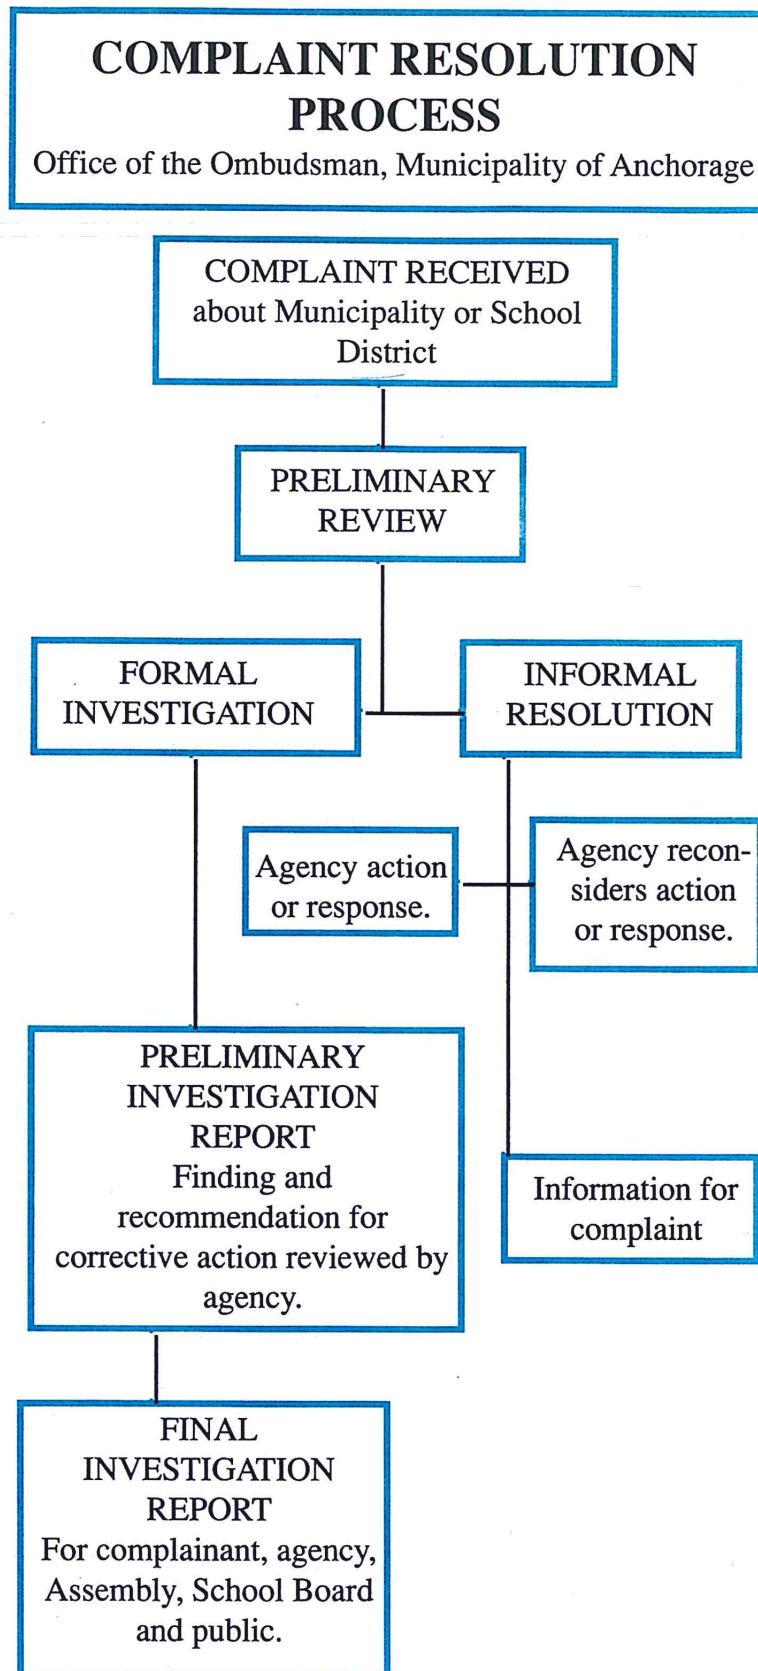 COMPLAINT RESOLUTION
PROCESS
Office of the Ombudsman, Municipality of Anchorage
COMPLAINT RECEIVED
about Municipality or School
District
PRELIMINARY
REVIEW
FORMAL
INVESTIGATION
INFORMAL
RESOLUTION
Agency action
or response.
Agency recon-
siders action
or response.
PRELIMINARY
INVESTIGATION
REPORT
Finding and
recommendation for
corrective action reviewed by
agency.
Information for
complaint
FINAL
INVESTIGATION
REPORT
For complainant, agency,
Assembly, School Board
and public.